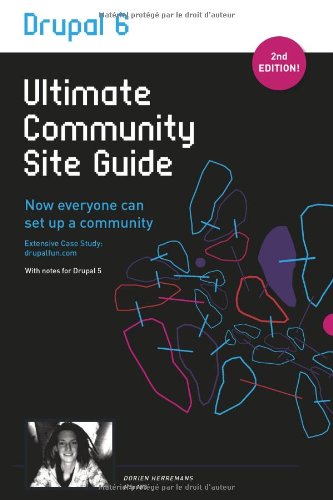 Matériel protégé par le droit d'auteur
Drupal 6
2nd
EDITION!
Ultimate
Community
Site Guide
Now everyone can
set up a community
Extensive Case Study:
drupalfun.com
With notes for Drupal 5
DORIEN HERREMANS
Matériel protégé par le droit d'auteur